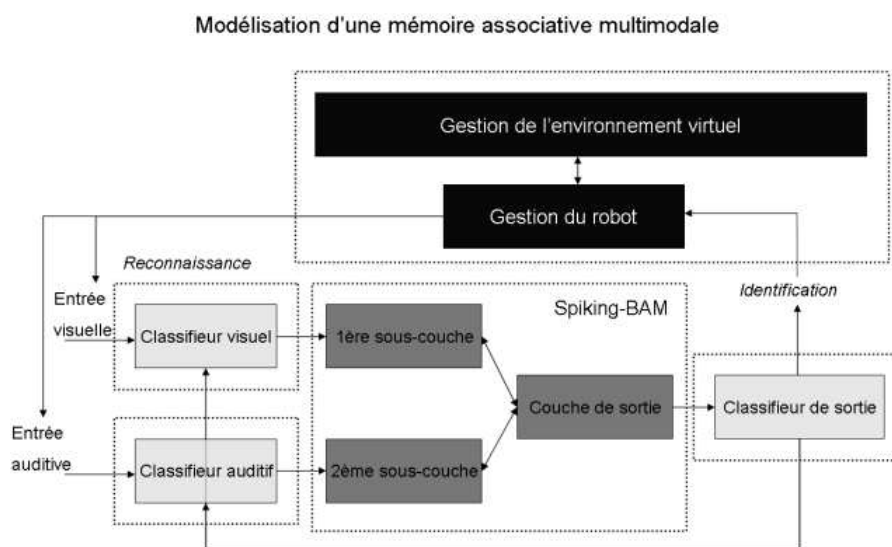 Modélisation d'une mémoire associative multimodale
Gestion de l'environnement virtuel
Gestion du robot
Reconnaissance
Identification
Entrée
visuelle
Classifieur visuel
1ère sous-couche
Spiking-BAM
Couche de sortie
Classifieur de sortie
Entrée
auditive
Classifieur auditif
2ème sous-couche